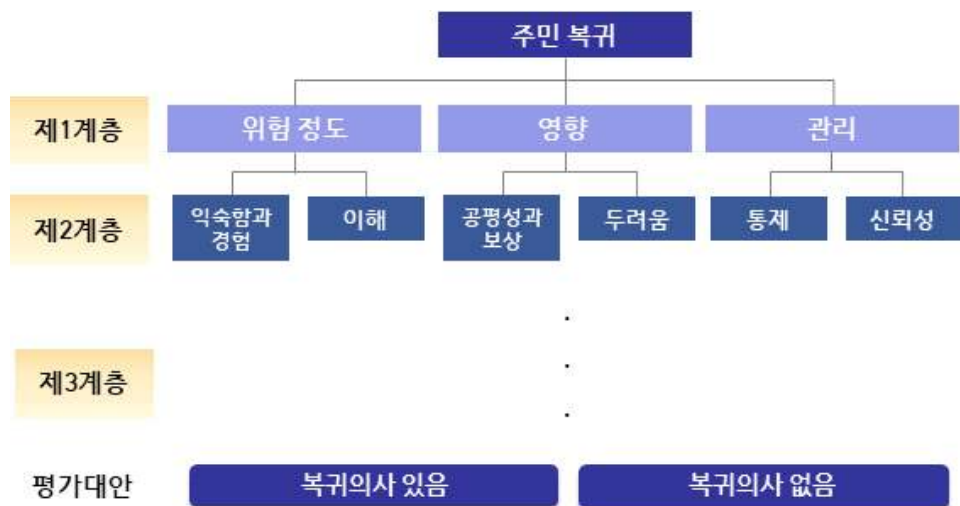 주민 복귀
제1계층
위험 정도
영향
관리
제2계층
익숙함과
경험
이해
공평성과
보상
두려움
통제
신뢰성
제3계층
평가대안
복귀의사 있음
복귀의사 없음